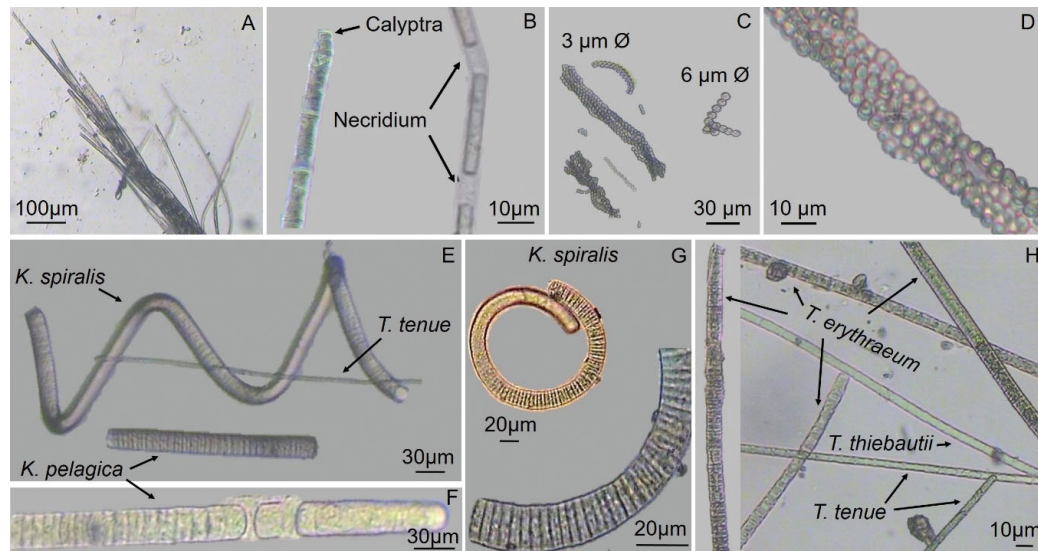 A
100µm
B
Calyptra
Necridium
10µm
C
3 µm Ø
6 µm Ø
30 µm
D
10 µm
E
K. spiralis
T. tenue
K. pelagica
30µm
F
30µm
G
K. spiralis
20µm
20µm
H
T. erythraeum
T. thiebautii
T. tenue
10µm